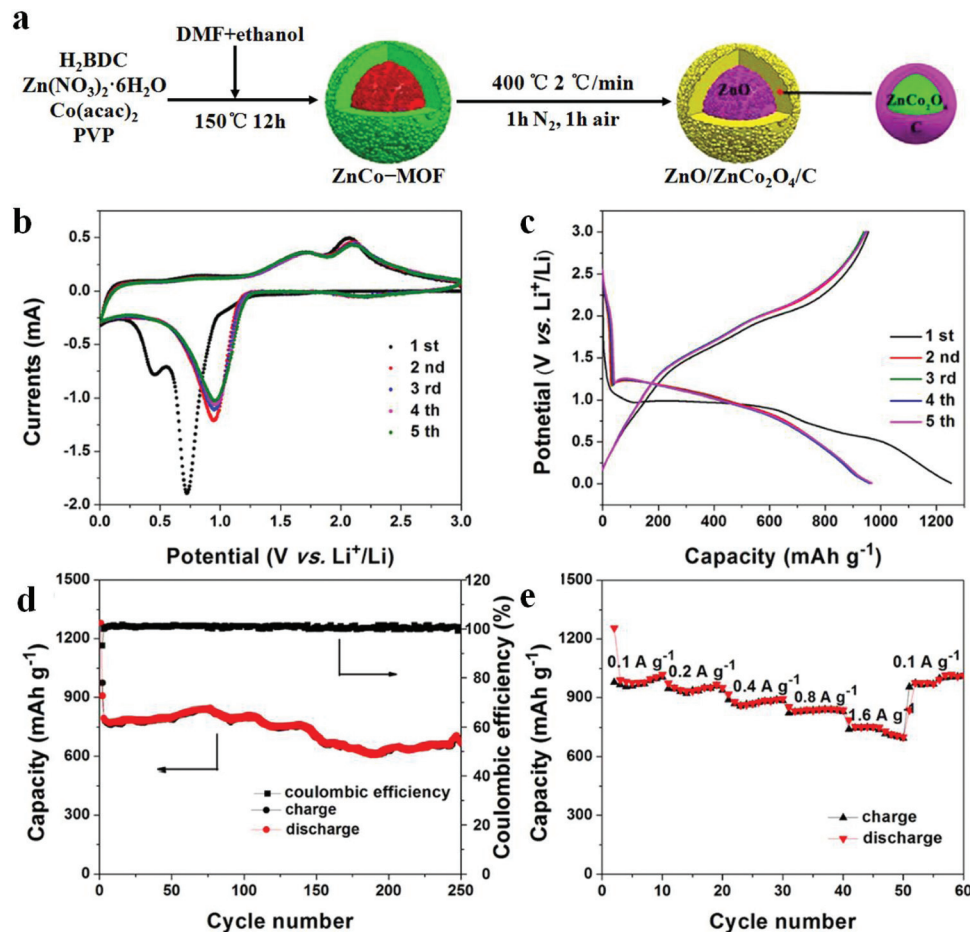 a
H₂BDC
Zn(NO₃)₂·6H₂O
Co(acac)₂
PVP
DMF+ethanol
150℃ 12h
ZnCo−MOF
400 ℃ 2 ℃/min
1h N₂, 1h air
ZnO
ZnO/ZnCo₂O₄/C
ZnCo₂O₄
C
b
Currents (mA)
0.5
0.0
-0.5
-1.0
-1.5
-2.0
1 st
2 nd
3 rd
4 th
5 th
0.0 0.5 1.0 1.5 2.0 2.5 3.0
Potential (V vs. Li⁺/Li)
c
Potnetial (V vs. Li⁺/Li)
3.0
2.5
2.0
1.5
1.0
0.5
0.0
1 st
2 nd
3 rd
4 th
5 th
0 200 400 600 800 1000 1200
Capacity (mAh g⁻¹)
d
Capacity (mAh g⁻¹)
1500
1200
900
600
300
0
120
100
80
60
40
20
0
Coulombic efficiency (%)
coulombic efficiency
charge
discharge
0 50 100 150 200 250
Cycle number
e
Capacity (mAh g⁻¹)
1500
1200
900
600
300
0
0.1 A g⁻¹
0.2 A g⁻¹
0.4 A g⁻¹
0.8 A g⁻¹
1.6 A g⁻¹
0.1 A g⁻¹
charge
discharge
0 10 20 30 40 50 60
Cycle number